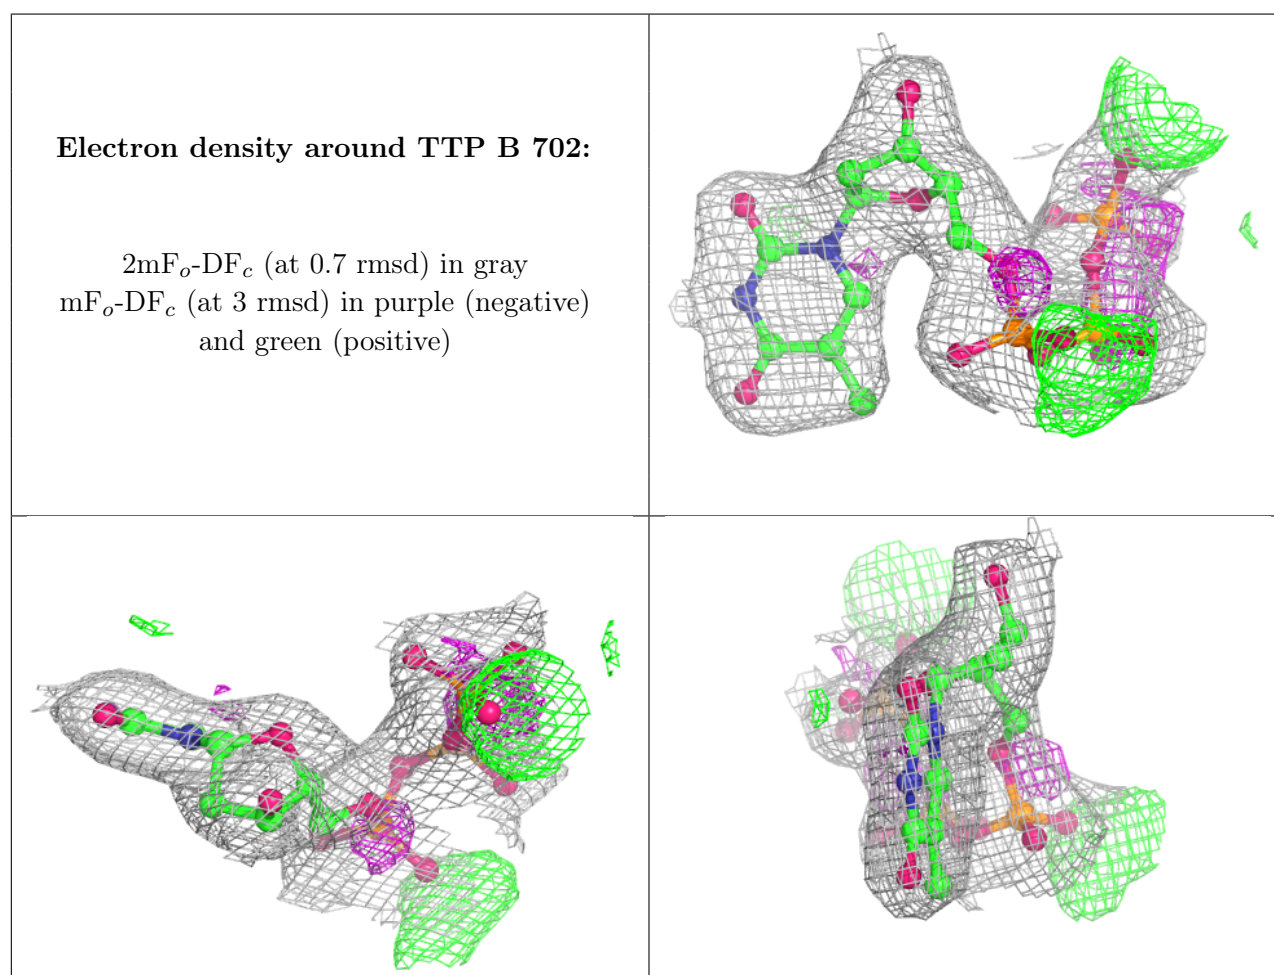 Electron density around TTP B 702:
2mFo-DFc (at 0.7 rmsd) in gray
mFo-DFc (at 3 rmsd) in purple (negative)
and green (positive)